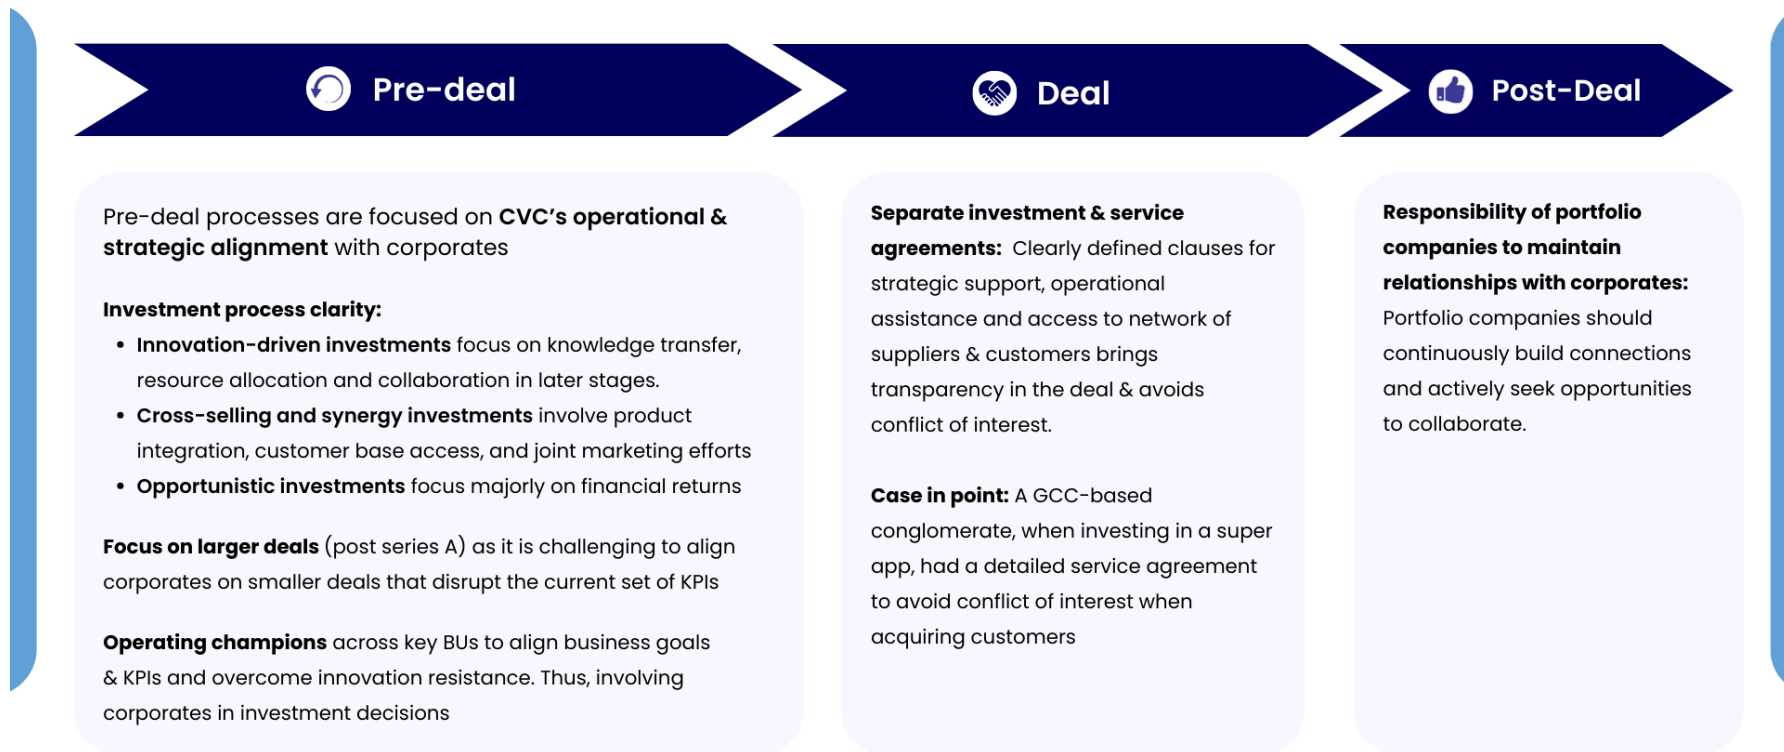 Pre-deal
Deal
Post-Deal
Pre-deal processes are focused on CVC's operational &
strategic alignment with corporates
Investment process clarity:
• Innovation-driven investments focus on knowledge transfer,
resource allocation and collaboration in later stages.
• Cross-selling and synergy investments involve product
integration, customer base access, and joint marketing efforts
• Opportunistic investments focus majorly on financial returns
Focus on larger deals (post series A) as it is challenging to align
corporates on smaller deals that disrupt the current set of KPIs
Operating champions across key BUs to align business goals
& KPIs and overcome innovation resistance. Thus, involving
corporates in investment decisions
Separate investment & service
agreements: Clearly defined clauses for
strategic support, operational
assistance and access to network of
suppliers & customers brings
transparency in the deal & avoids
conflict of interest.
Case in point: A GCC-based
conglomerate, when investing in a super
app, had a detailed service agreement
to avoid conflict of interest when
acquiring customers
Responsibility of portfolio
companies to maintain
relationships with corporates:
Portfolio companies should
continuously build connections
and actively seek opportunities
to collaborate.